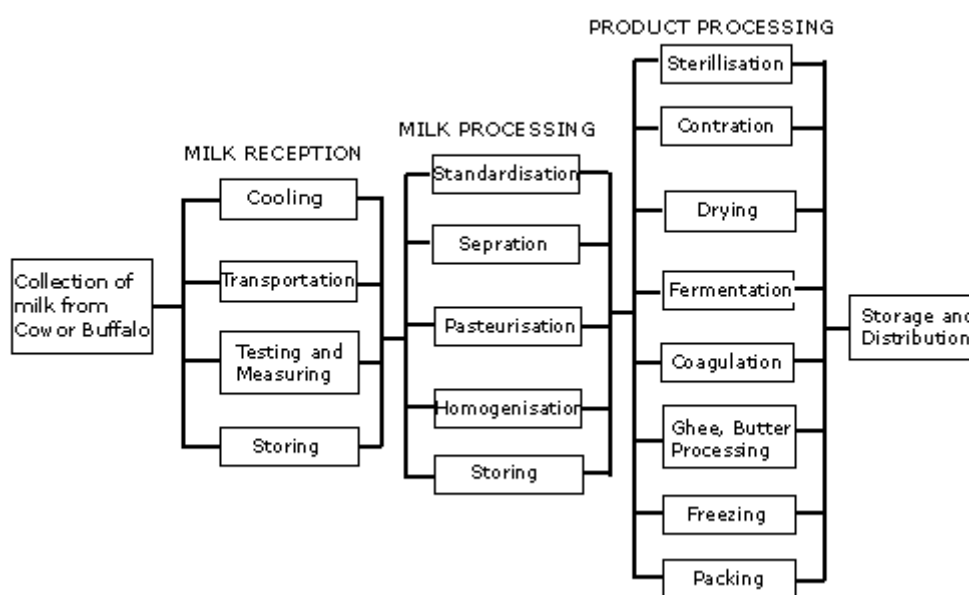 PRODUCT PROCESSING
Sterillisation
Contration
Drying
Fermentation
Coagulation
Ghee, Butter
Processing
Freezing
Packing
MILK PROCESSING
Standardisation
Sepration
Pasteurisation
Homogenisation
Storing
MILK RECEPTION
Cooling
Transportation
Testing and
Measuring
Storing
Collection of
milk from
Cow or Buffalo
Storage and
Distribution